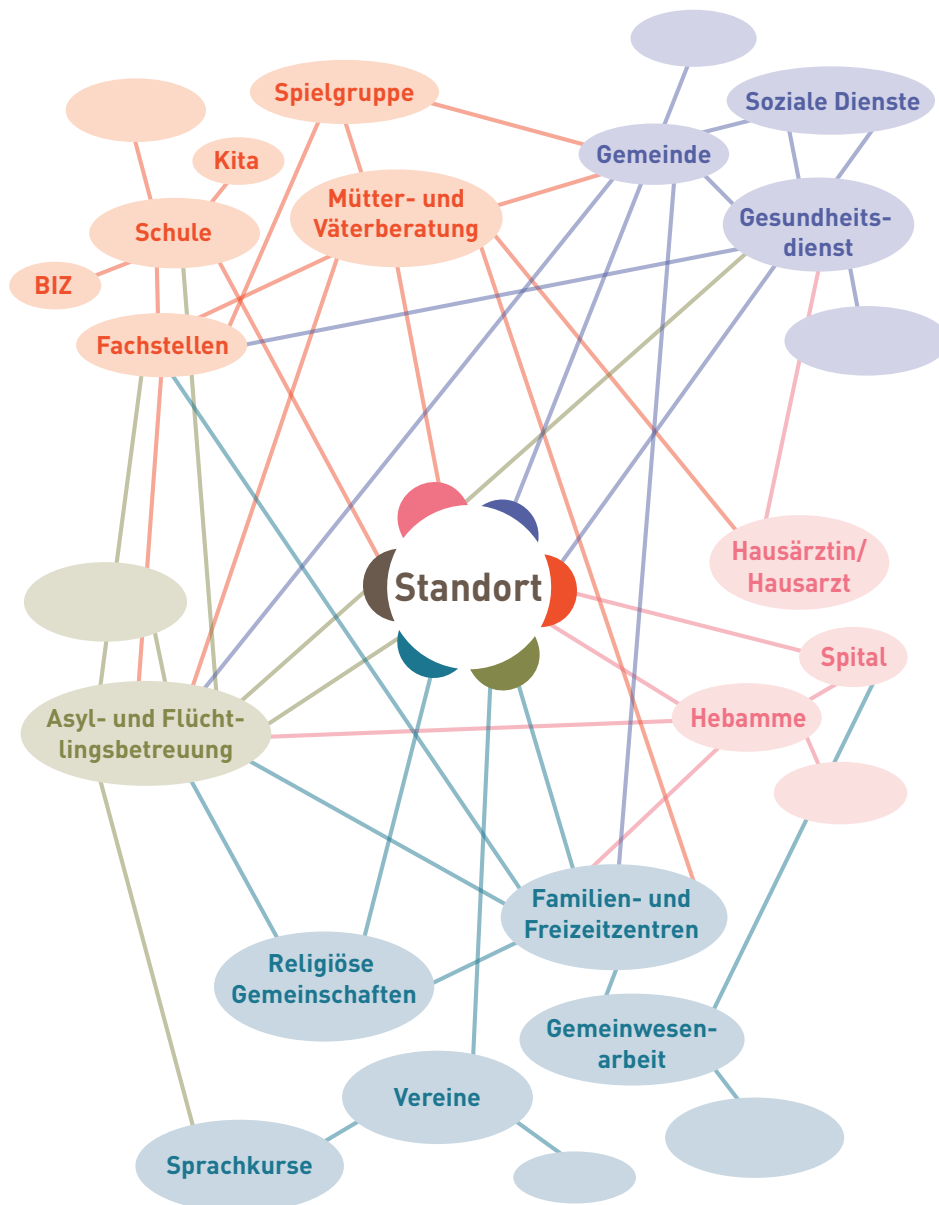 Spielgruppe
Soziale Dienste
Kita
Gemeinde
Mütter- und
Väterberatung
Schule
Gesundheits-
dienst
BIZ
Fachstellen
Hausärztin/
Hausarzt
Standort
Spital
Asyl- und Flücht-
lingsbetreuung
Hebamme
Familien- und
Freizeitzentren
Religiöse
Gemeinschaften
Gemeinwesen-
arbeit
Vereine
Sprachkurse